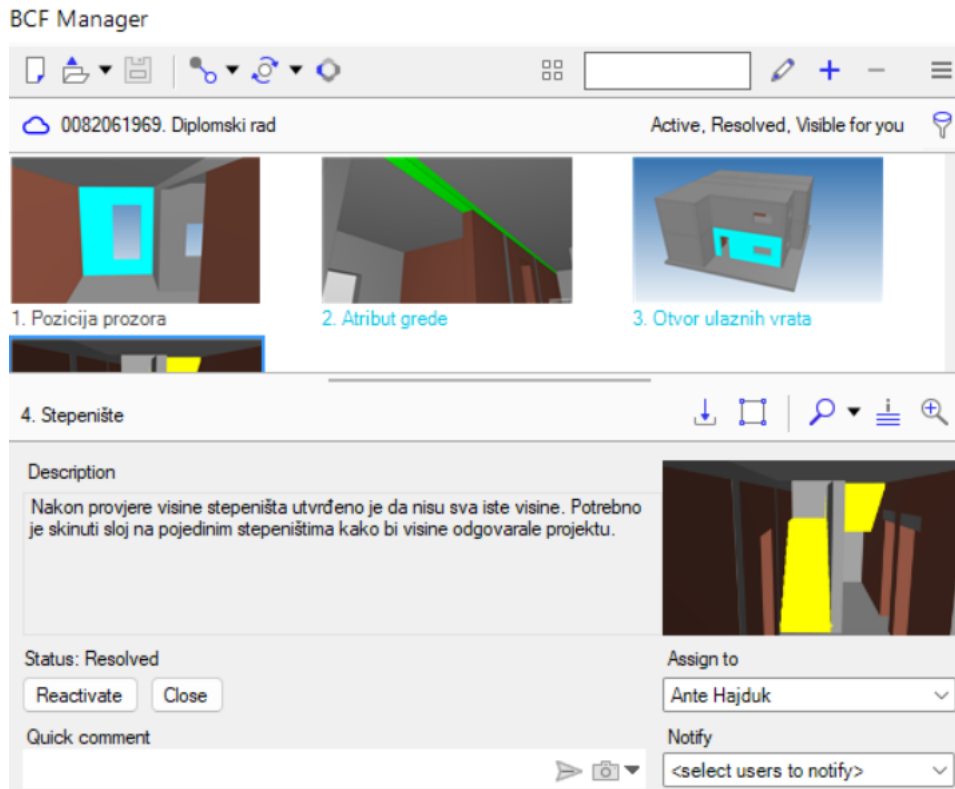 BCF Manager
0082061969. Diplomski rad
Active, Resolved, Visible for you
1. Pozicija prozora
2. Atribut grede
3. Otvor ulaznih vrata
4. Stepenište
Description
Nakon provjere visine stepeništa utvrđeno je da nisu sva iste visine. Potrebno
je skinuti sloj na pojedinim stepeništima kako bi visine odgovarale projektu.
Status: Resolved
Reactivate
Close
Assign to
Ante Hajduk
Quick comment
Notify
<select users to notify>